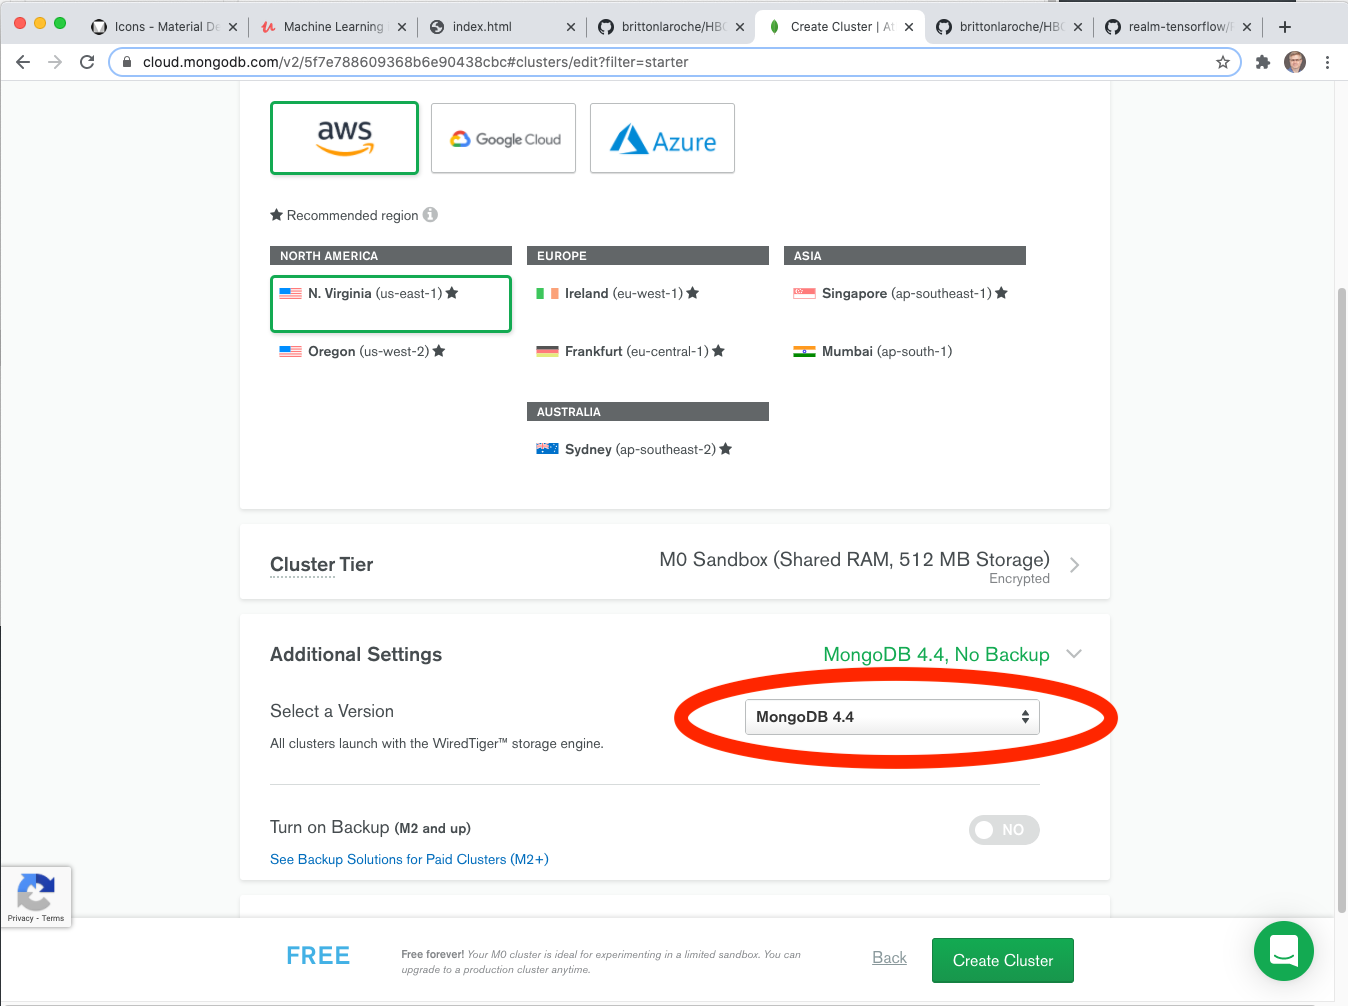 Icons - Material De
Machine Learning
index.html
brittonlaroche/HBO
Create Cluster | At
brittonlaroche/HBO
realm-tensorflow/
cloud.mongodb.com/v2/5f7e788609368b6e90438cbc#clusters/edit?filter=starter
aws
Google Cloud
Azure
Recommended region
NORTH AMERICA
EUROPE
ASIA
N. Virginia (us-east-1)
Ireland (eu-west-1)
Singapore (ap-southeast-1)
Oregon (us-west-2)
Frankfurt (eu-central-1)
Mumbai (ap-south-1)
AUSTRALIA
Sydney (ap-southeast-2)
Cluster Tier
M0 Sandbox (Shared RAM, 512 MB Storage)
Encrypted
Additional Settings
MongoDB 4.4, No Backup
Select a Version
MongoDB 4.4
All clusters launch with the WiredTiger™ storage engine.
Turn on Backup (M2 and up)
NO
See Backup Solutions for Paid Clusters (M2+)
Privacy - Terms
FREE
Free forever! Your M0 cluster is ideal for experimenting in a limited sandbox. You can
upgrade to a production cluster anytime.
Back
Create Cluster